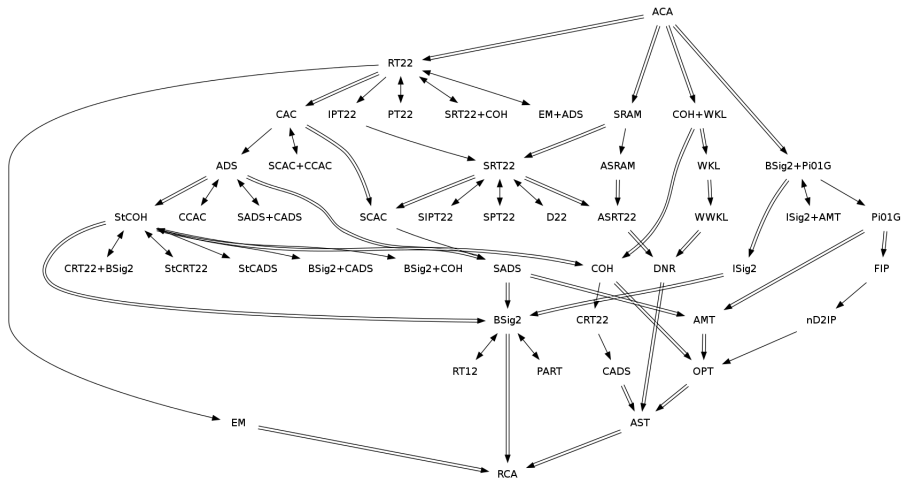 ACA
RT22
CAC IPT22 PT22 SRT22+COH EM+ADS SRAM COH+WKL
ADS SCAC+CCAC SRT22 ASRAM WKL BSig2+Pi01G
StCOH CCAC SADS+CADS SCAC SIPT22 SPT22 D22 ASRT22 WWKL ISig2+AMT Pi01G
CRT22+BSig2 StCRT22 StCADS BSig2+CADS BSig2+COH SADS COH DNR ISig2 FIP
BSig2 CRT22 AMT nD2IP
RT12 PART CADS OPT
EM AST
RCA